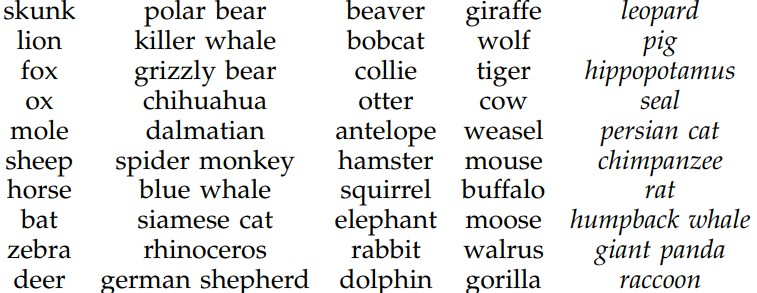 skunk polar bear beaver giraffe leopard
lion killer whale bobcat wolf pig
fox grizzly bear collie tiger hippopotamus
ox chihuahua otter cow seal
mole dalmatian antelope weasel persian cat
sheep spider monkey hamster mouse chimpanzee
horse blue whale squirrel buffalo rat
bat siamese cat elephant moose humpback whale
zebra rhinoceros rabbit walrus giant panda
deer german shepherd dolphin gorilla raccoon